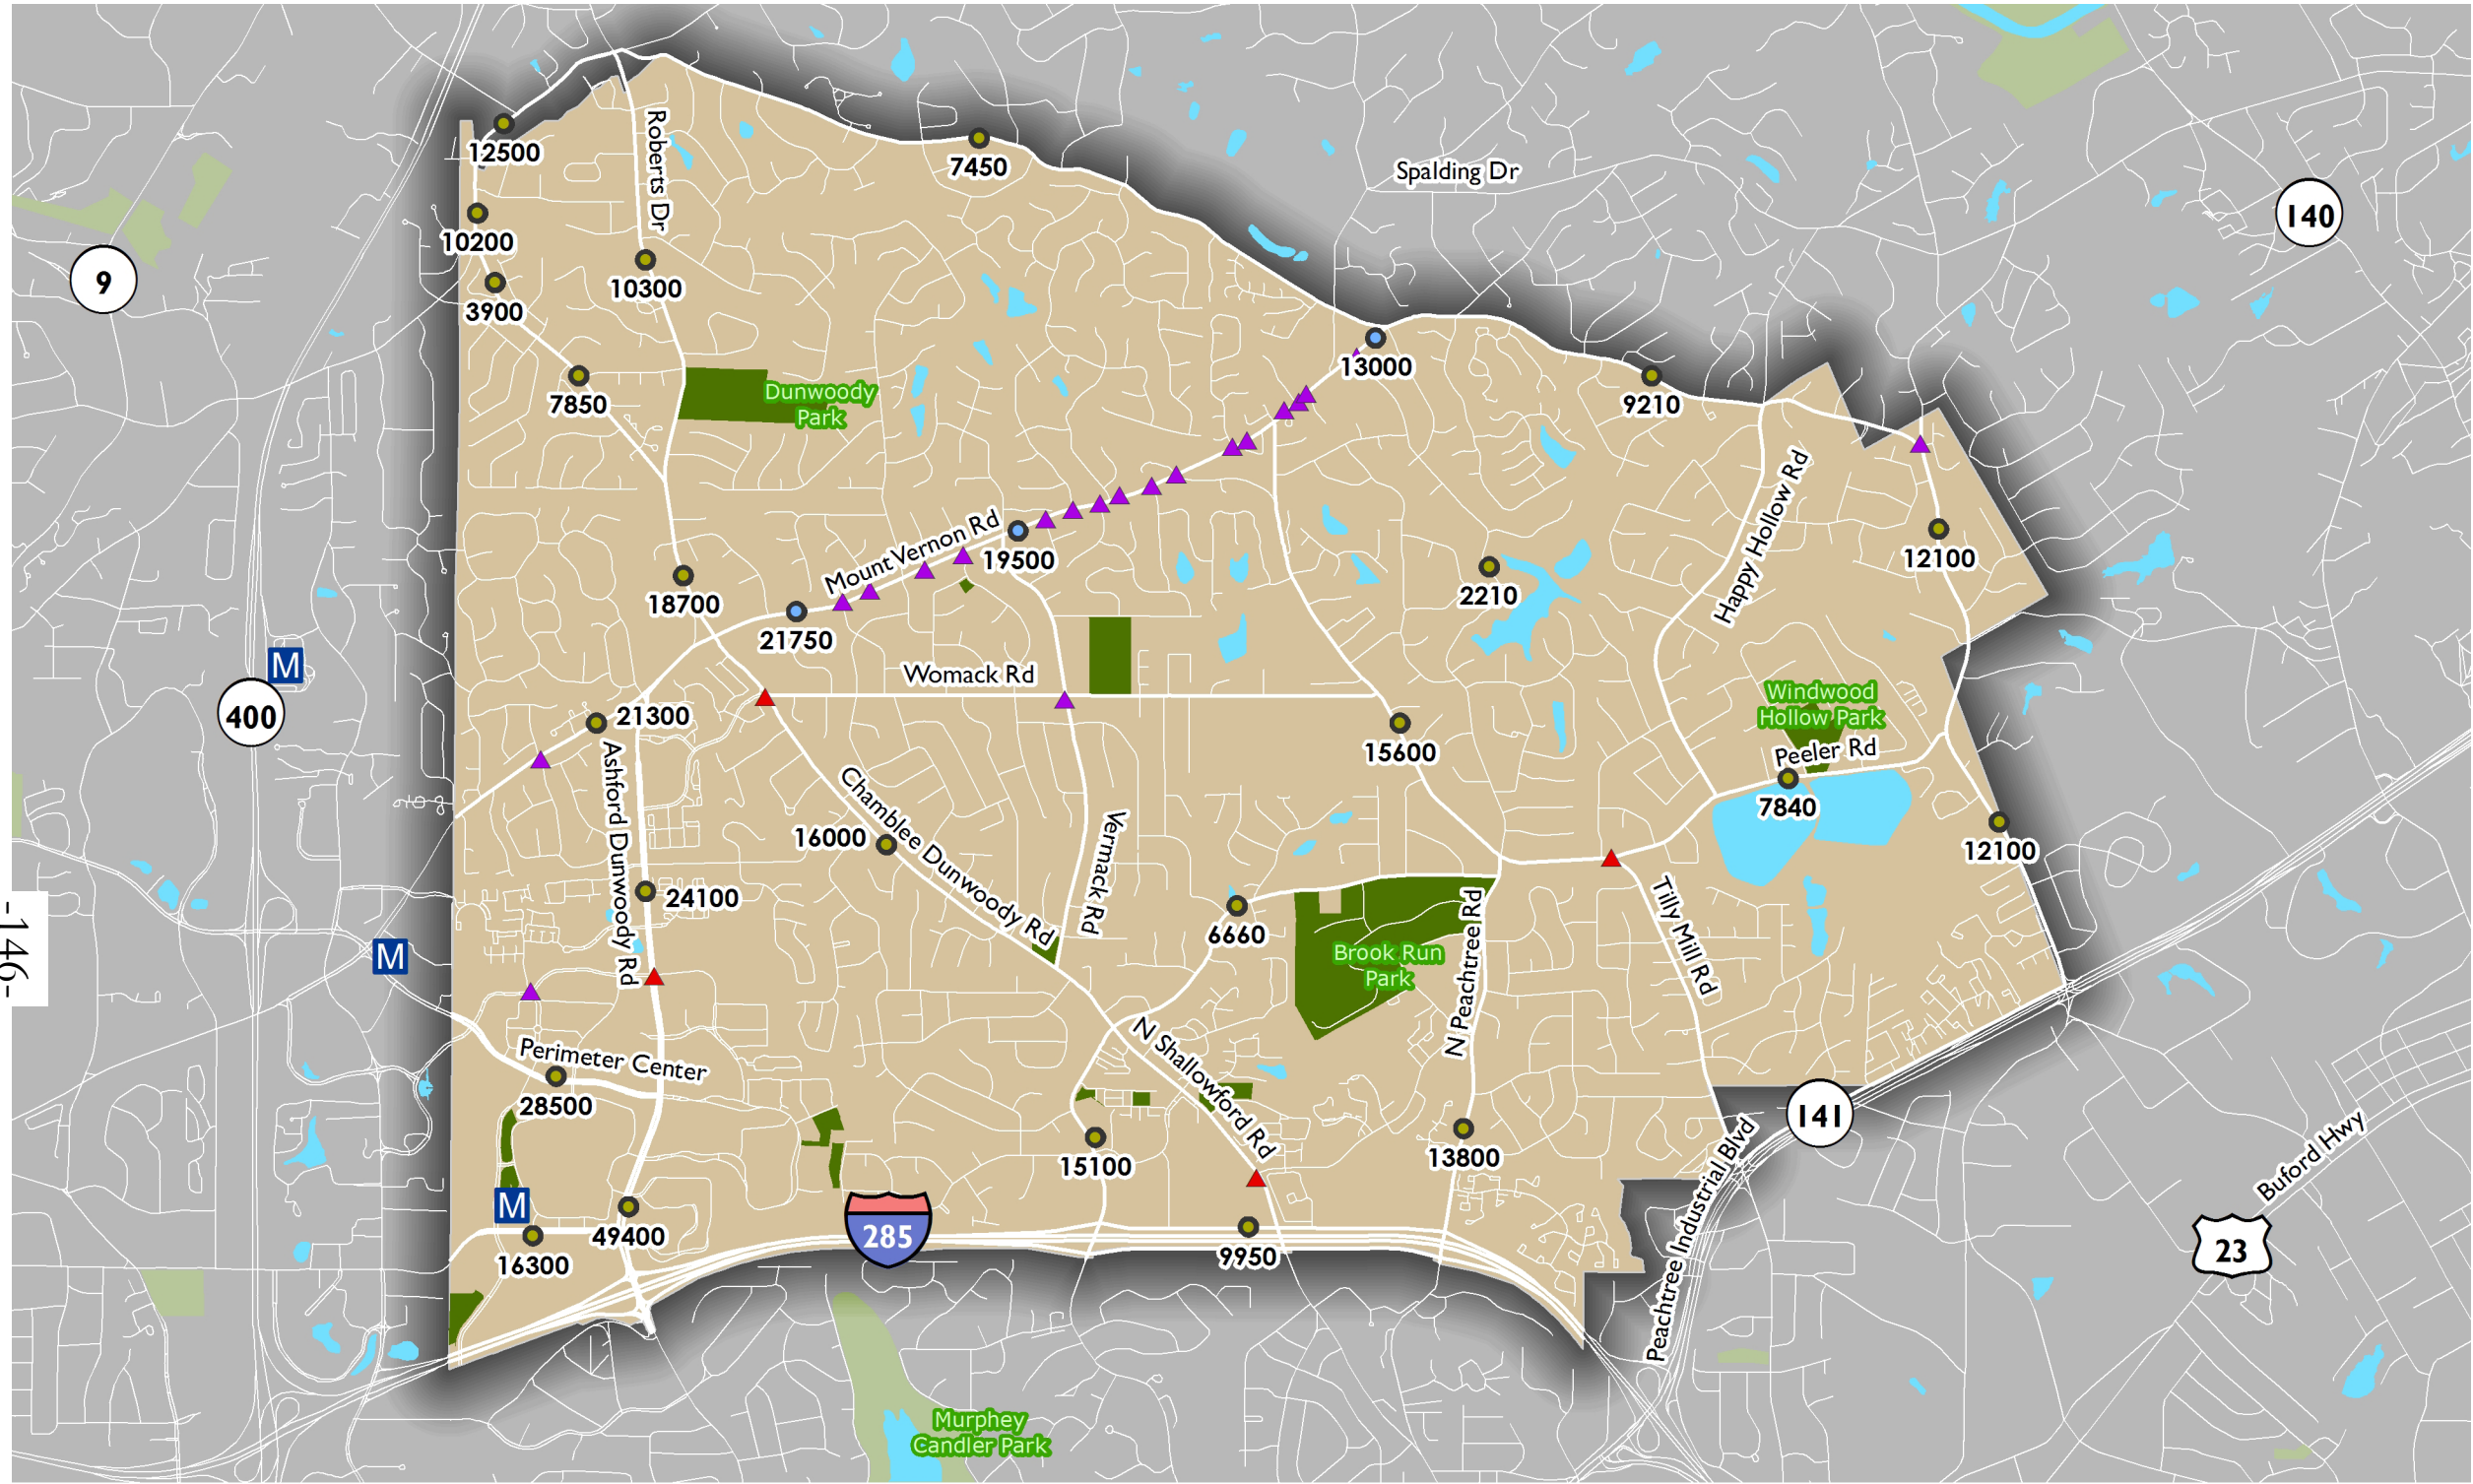 Roberts Dr
12500
7450
Spalding Dr
140
10200
9
10300
3900
13000
7850
Dunwoody
Park
9210
Happy Hollow Rd
Mount Vernon Rd
19500
12100
18700
2210
21750
M
Womack Rd
Windwood
Hollow Park
400
21300
Peeler Rd
15600
Ashford Dunwoody Rd
7840
16000
Chamblee Dunwoody Rd
Vermack Rd
12100
24100
6660
Brook Run
Park
N Peachtree Rd
Tilly Mill Rd
-146-
M
N Shallowford Rd
Perimeter Center
28500
141
15100
13800
Peachtree Industrial Blvd
Buford Hwy
M
49400
285
16300
9950
23
Murphey
Candler Park